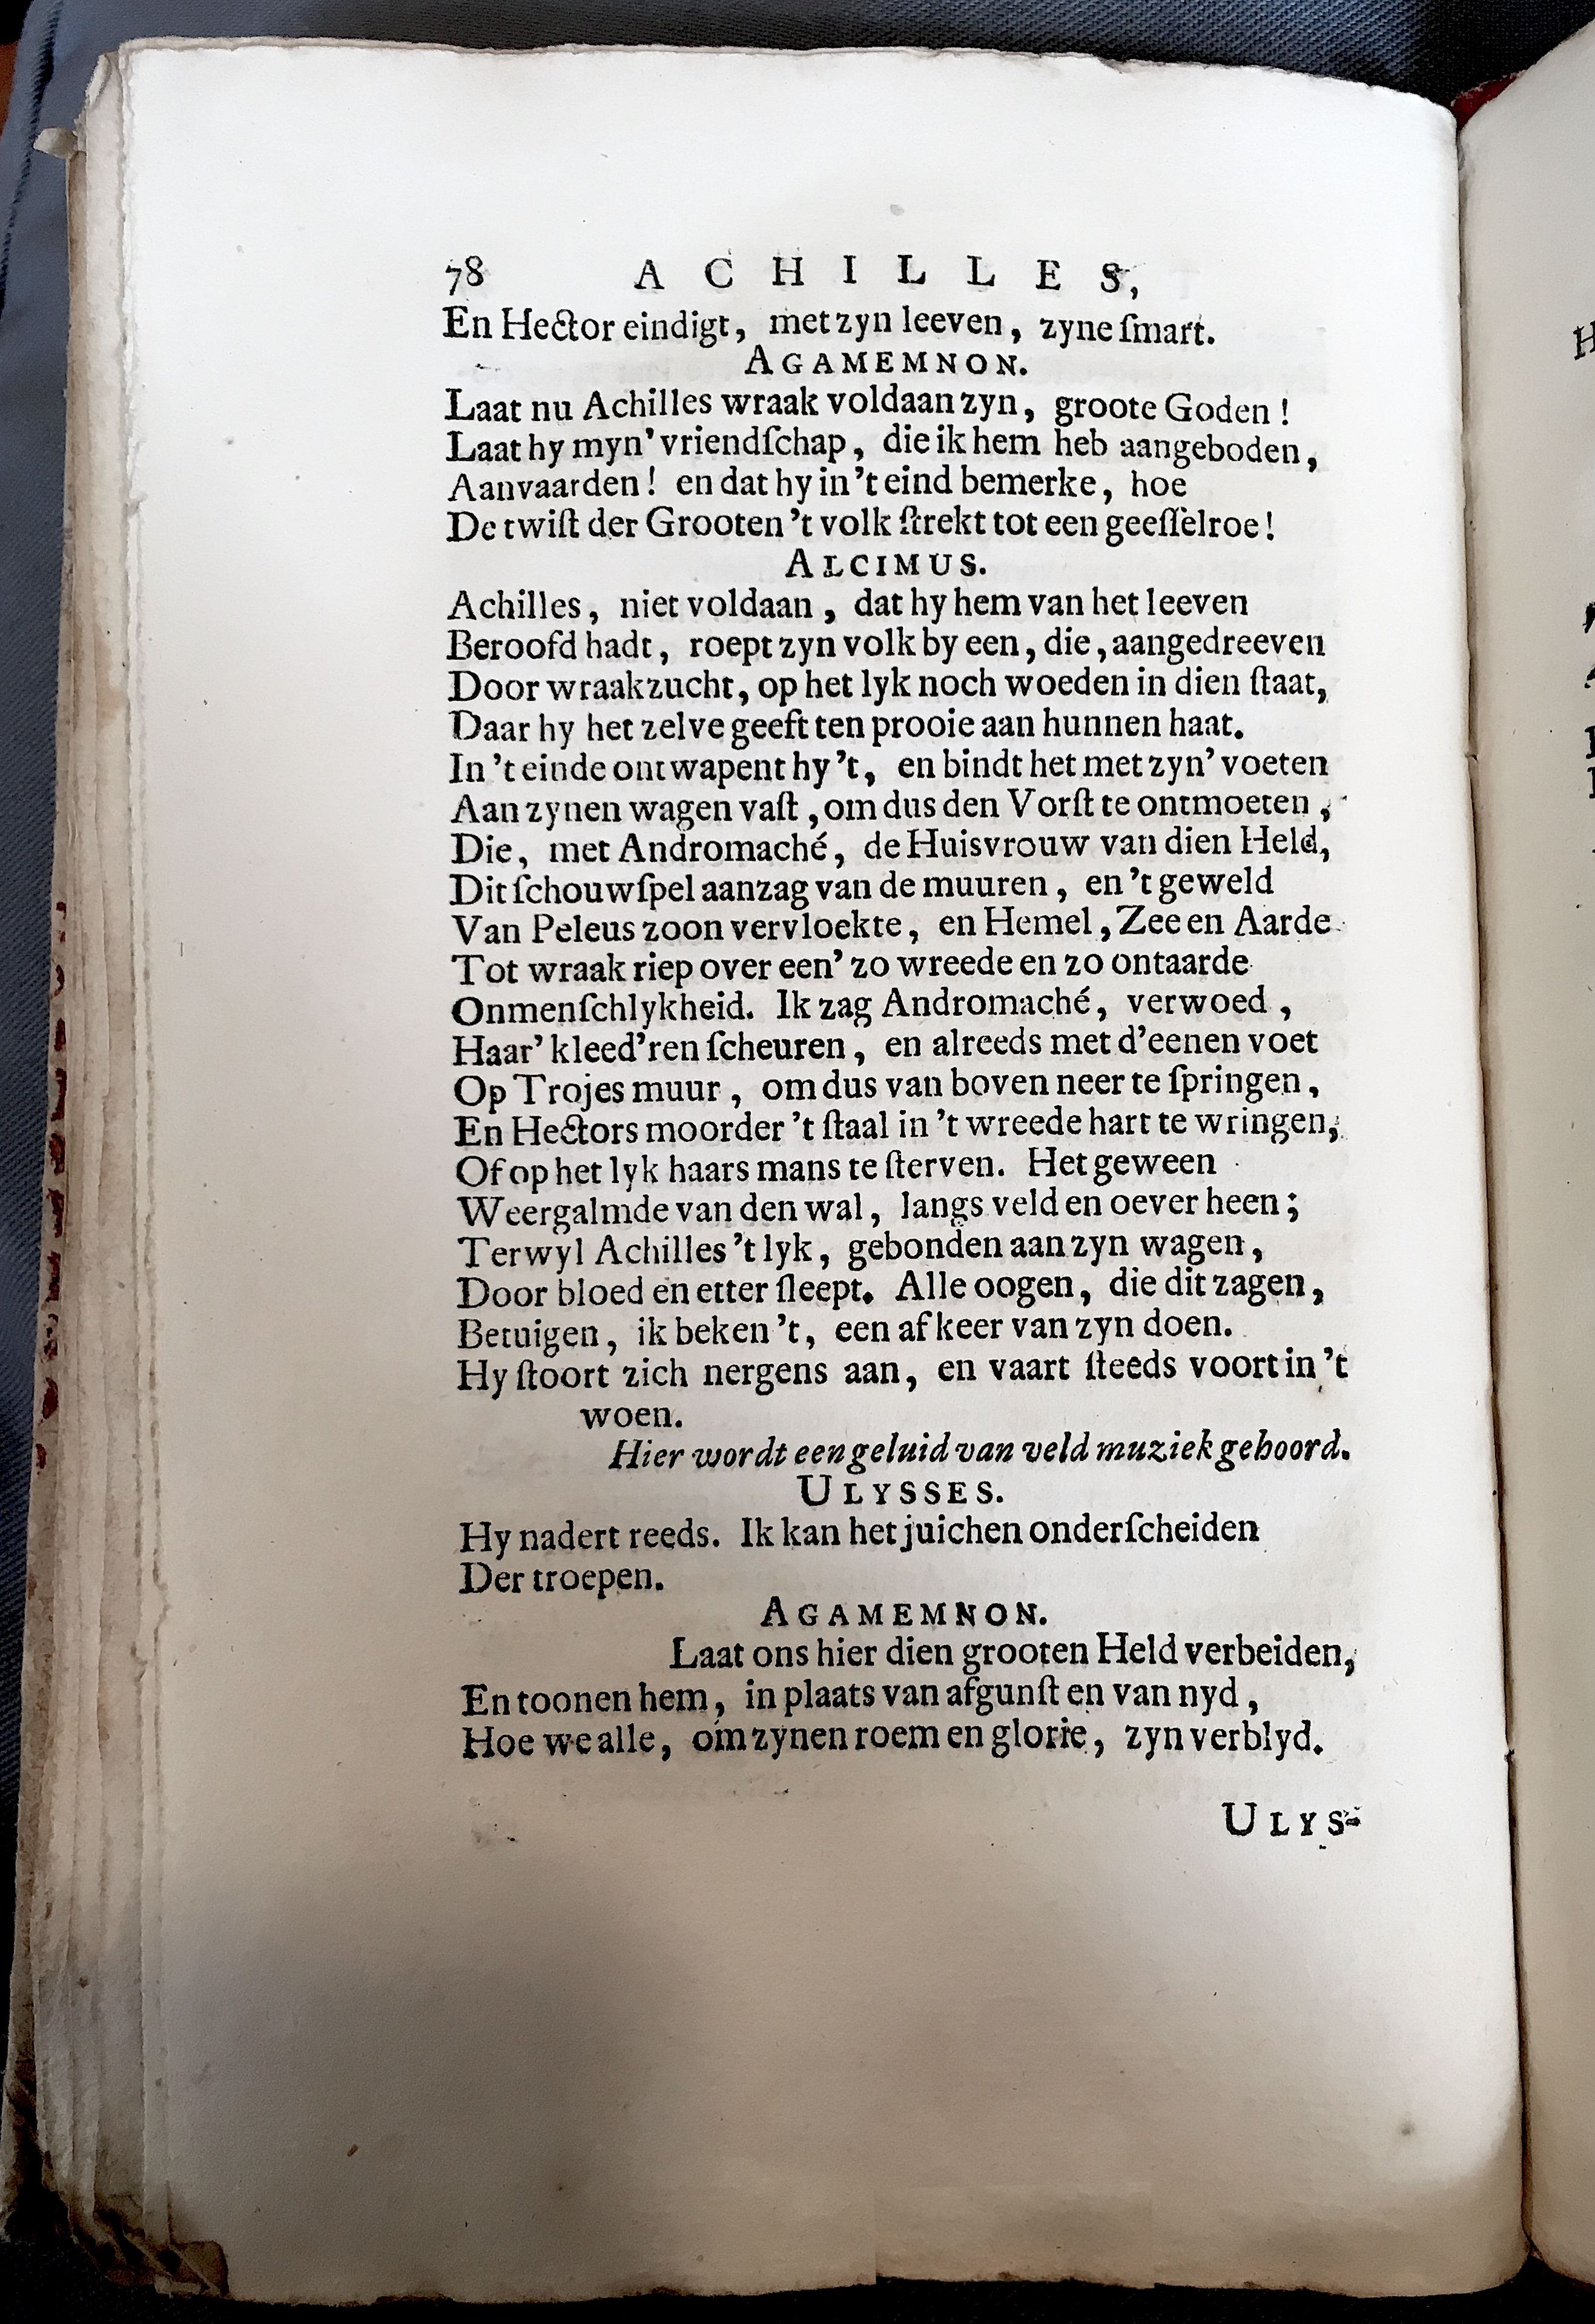 78 ACHILLES,
En Hector eindigt, met zyn leeven, zyne ſmart.
AGAMEMNON.
Laat nu Achilles wraak voldaan zyn, groote Goden!
Laat hy myn' vriendſchap, die ik hem heb aangeboden,
Aanvaarden! en dat hy in 't eind bemerke, hoe
De twiſt der Grooten 't volk ſtrekt tot een geeſſelroe!
ALCIMUS.
Achilles, niet voldaan, dat hy hem van het leeven
Beroofd hadt, roept zyn volk by een, die, aangedreeven
Door wraakzucht, op het lyk noch woeden in dien ſtaat,
Daar hy het zelve geeft ten prooie aan hunnen haat.
In 't einde ontwapent hy 't, en bindt het met zyn' voeten
Aan zynen wagen vaſt, om dus den Vorſt te ontmoeten,
Die, met Andromaché, de Huisvrouw van dien Held,
Dit ſchouwſpel aanzag van de muuren, en 't geweld
Van Peleus zoon vervloekte, en Hemel, Zee en Aarde
Tot wraak riep over een' zo wreede en zo ontaarde
Onmenſchlykheid. Ik zag Andromaché, verwoed,
Haar' kleed'ren ſcheuren, en alreeds met d'eenen voet
Op Trojes muur, om dus van boven neer te ſpringen,
En Hectors moorder 't ſtaal in 't wreede hart te wringen,
Of op het lyk haars mans te ſterven. Het geween
Weergalmde van den wal, langs veld en oever heen;
Terwyl Achilles 't lyk, gebonden aan zyn wagen,
Door bloed en etter ſleept. Alle oogen, die dit zagen,
Betuigen, ik beken 't, een afkeer van zyn doen.
Hy ſtoort zich nergens aan, en vaart ſteeds voort in 't
woen.
Hier wordt een geluid van veld muziek gehoord.
ULYSSES.
Hy nadert reeds. Ik kan het juichen onderſcheiden
Der troepen.
AGAMEMNON.
Laat ons hier dien grooten Held verbeiden,
En toonen hem, in plaats van afgunſt en van nyd,
Hoe we alle, om zynen roem en glorie, zyn verblyd.
ULYS-